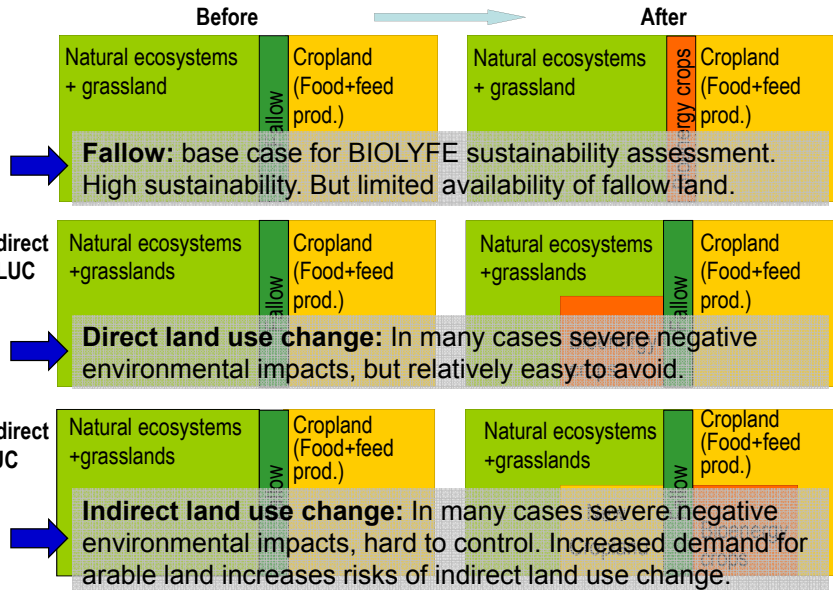 Before
After
Natural ecosystems
+ grassland
Cropland
(Food+feed
prod.)
Natural ecosystems
+ grassland
crops
Cropland
(Food+feed
prod.)
Fallow: base case for BIOLYFE sustainability assessment.
High sustainability. But limited availability of fallow land.
direct
LUC
Natural ecosystems
+grasslands
Cropland
(Food+feed
prod.)
Natural ecosystems
+grasslands
Cropland
(Food+feed
prod.)
Direct land use change: In many cases severe negative
environmental impacts, but relatively easy to avoid.
direct
UC
Natural ecosystems
+grasslands
Cropland
(Food+feed
prod.)
Natural ecosystems
+grasslands
Cropland
(Food+feed
prod.)
Indirect land use change: In many cases severe negative
environmental impacts, hard to control. Increased demand for
arable land increases risks of indirect land use change.